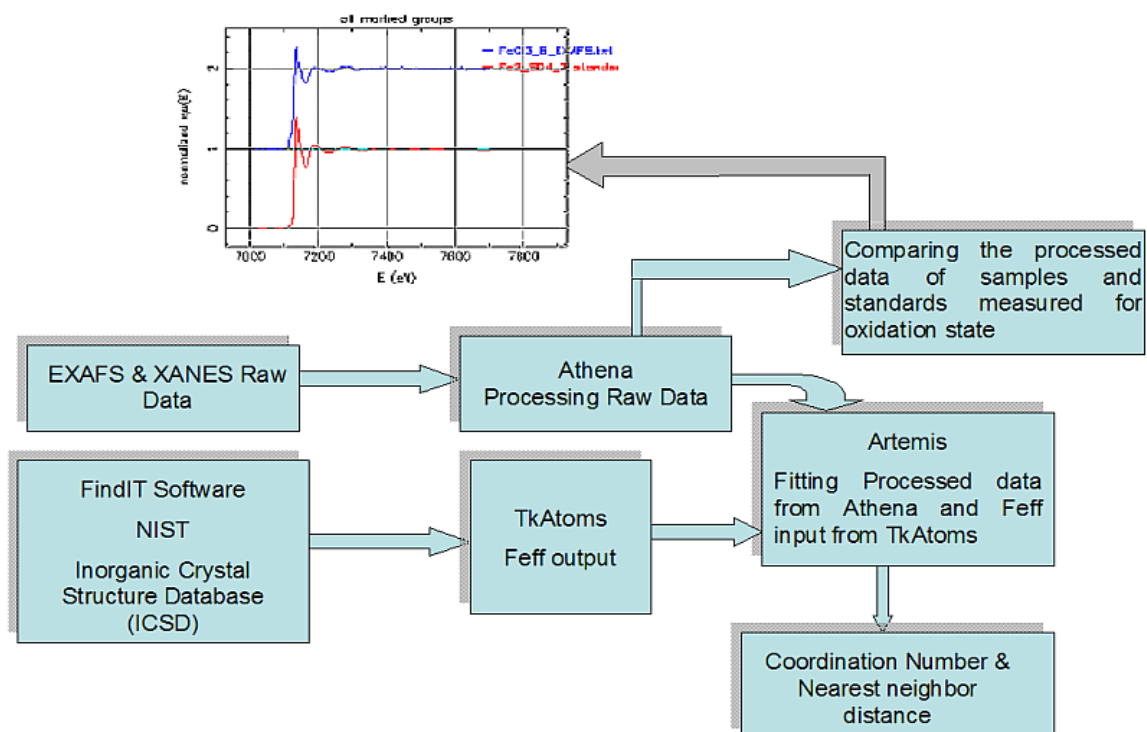 all marked groups
normalized xμ(E)
2
1
0
7000 7200 7400 7600 7800
E (eV)
Comparing the processed
data of samples and
standards measured for
oxidation state
EXAFS & XANES Raw
Data
Athena
Processing Raw Data
Artemis
Fitting Processed data
from Athena and Feff
input from TkAtoms
FindIT Software
NIST
Inorganic Crystal
Structure Database
(ICSD)
TkAtoms
Feff output
Coordination Number &
Nearest neighbor
distance